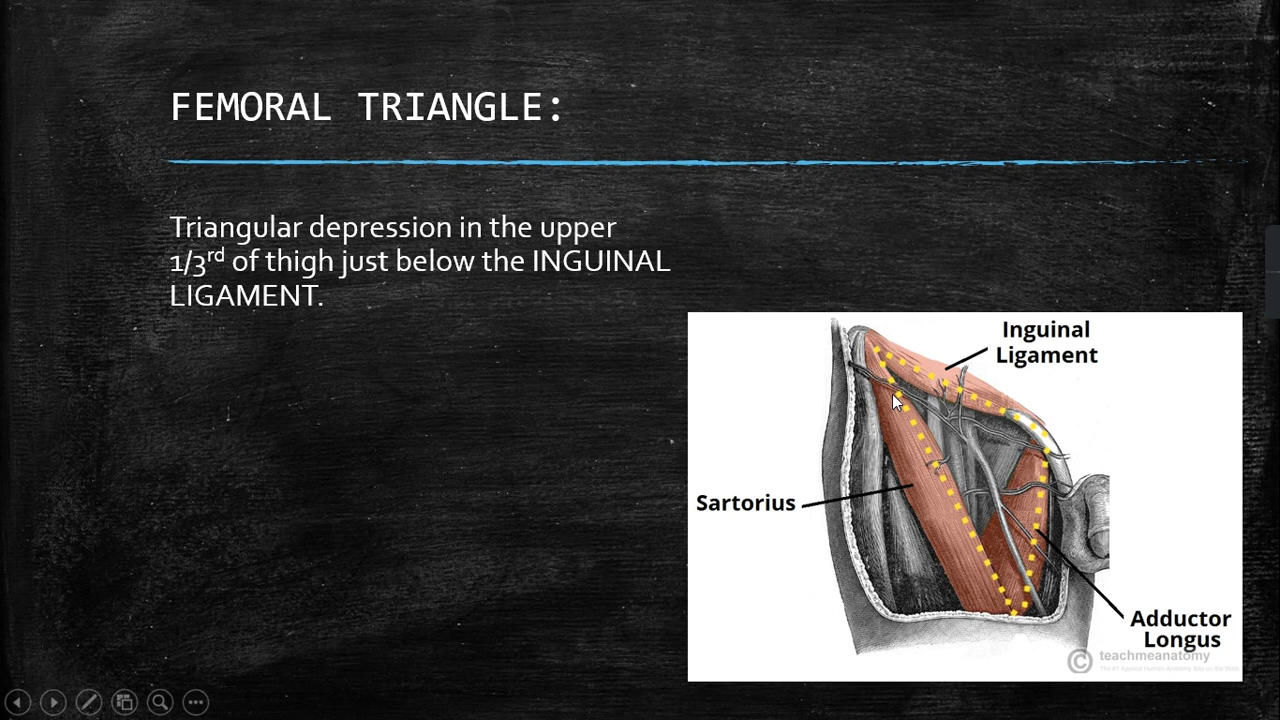 FEMORAL TRIANGLE:
Triangular depression in the upper
1/3rd of thigh just below the INGUINAL
LIGAMENT.
Inguinal
Ligament
Sartorius
Adductor
Longus
© teachmeanatomy